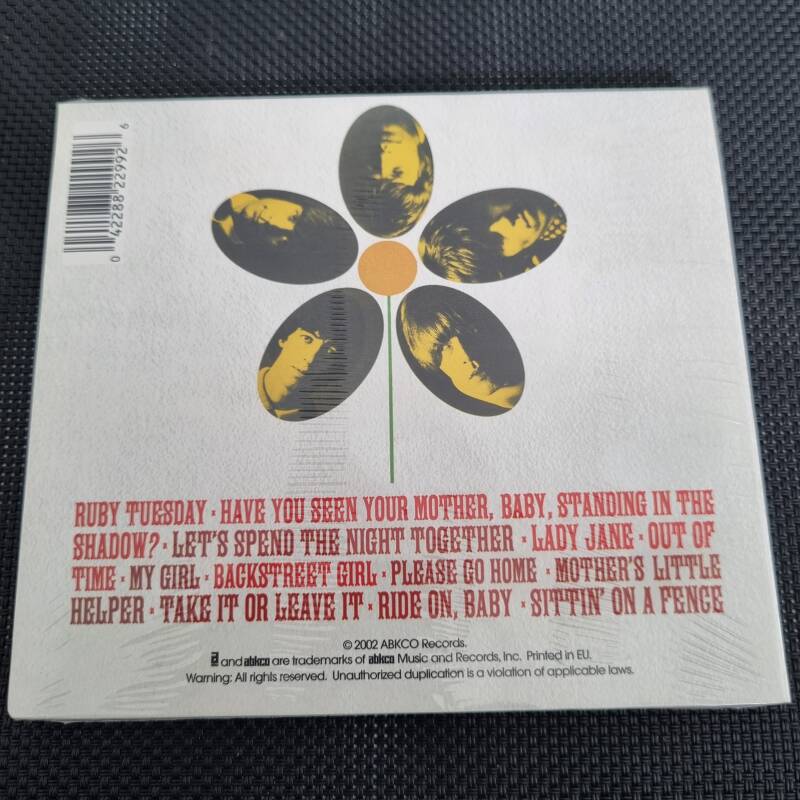 0 42288 22992 6
RUBY TUESDAY · HAVE YOU SEEN YOUR MOTHER, BABY, STANDING IN THE
SHADOW? · LET'S SPEND THE NIGHT TOGETHER · LADY JANE · OUT OF
TIME · MY GIRL · BACKSTREET GIRL · PLEASE GO HOME · MOTHER'S LITTLE
HELPER · TAKE IT OR LEAVE IT · RIDE ON, BABY · SITTIN' ON A FENCE
© 2002 ABKCO Records.
and abkco are trademarks of abkco Music and Records, Inc. Printed in EU.
Warning: All rights reserved. Unauthorized duplication is a violation of applicable laws.